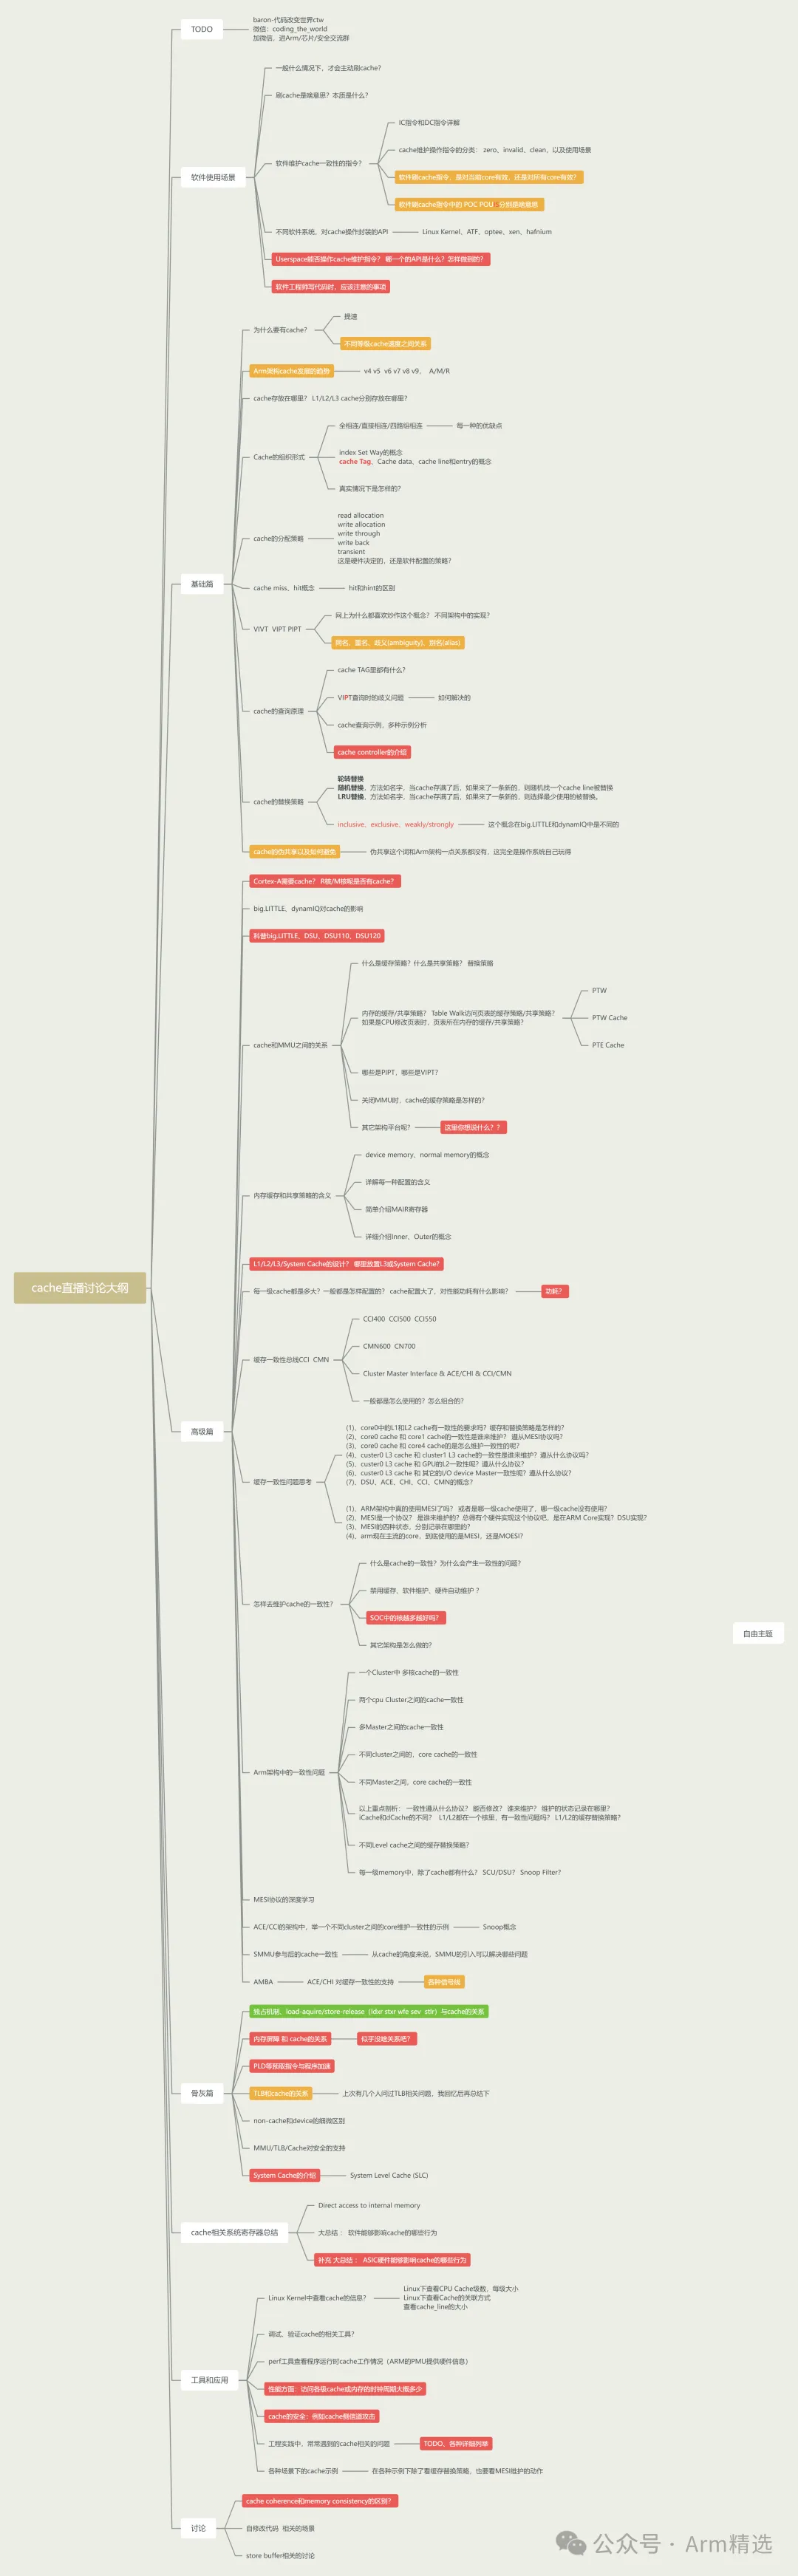 TODO
baron-代码改变世界ctw
微信：coding_the_world
加微信，进Arm/芯片/安全交流群
一般什么情况下，才会主动刷cache？
刷cache是啥意思？本质是什么？
软件使用场景
软件维护cache一致性的指令？
IC指令和DC指令详解
cache维护操作指令的分类： zero、invalid、clean，以及使用场景
软件刷cache指令，是对当前core有效，还是对所有core有效？
软件刷cache指令中的 POC POU
分别是啥意思
不同软件系统，对cache操作封装的API
Linux Kernel、ATF、optee、xen、hafnium
Userspace能否操作cache维护指令？ 哪一个的API是什么？怎样做到的？
软件工程师写代码时，应该注意的事项
基础篇
为什么要有cache？
提速
不同等级cache速度之间关系
Arm架构cache发展的趋势
v4 v5 v6 v7 v8 v9， A/M/R
cache存放在哪里？ L1/L2/L3 cache分别存放在哪里？
Cache的组织形式
全相连/直接相连/四路组相连
每一种的优缺点
index Set Way的概念
cache Tag、Cache data、cache line和entry的概念
真实情况下是怎样的？
cache的分配策略
read allocation
write allocation
write through
write back
transient
这是硬件决定的，还是软件配置的策略？
cache miss、hit概念
hit和hint的区别
VIVT VIPT PIPT
网上为什么都喜欢炒作这个概念？ 不同架构中的实现？
同名、重名、歧义(ambiguity)、别名(alias)
cache的查询原理
cache TAG里都有什么？
VIPT查询时的歧义问题
如何解决的
cache查询示例，多种示例分析
cache controller的介绍
cache的替换策略
轮转替换
随机替换，方法如名字，当cache存满了后，如果来了一条新的，则随机找一个cache line被替换
LRU替换，方法如名字，当cache存满了后，如果来了一条新的，则选择最少使用的被替换。
inclusive、exclusive、weakly/strongly
这个概念在big.LITTLE和dynamIQ中是不同的
cache的伪共享以及如何避免
伪共享这个词和Arm架构一点关系都没有，这完全是操作系统自己玩得
cache直播讨论大纲
高级篇
Cortex-A需要cache？ R核/M核呢是否有cache？
big.LITTLE、dynamIQ对cache的影响
科普big.LITTLE、DSU、DSU110、DSU120
cache和MMU之间的关系
什么是缓存策略？什么是共享策略？ 替换策略
内存的缓存/共享策略？ Table Walk访问页表的缓存策略/共享策略？
如果是CPU修改页表时，页表所在内存的缓存/共享策略？
PTW
PTW Cache
PTE Cache
哪些是PIPT，哪些是VIPT？
关闭MMU时，cache的缓存策略是怎样的？
其它架构平台呢？
这里你想说什么？？
内存缓存和共享策略的含义
device memory、normal memory的概念
详解每一种配置的含义
简单介绍MAIR寄存器
详细介绍Inner、Outer的概念
L1/L2/L3/System Cache的设计？ 哪里放置L3或System Cache？
每一级cache都是多大？一般都是怎样配置的？ cache配置大了，对性能功耗有什么影响？
功耗？
缓存一致性总线CCI CMN
CCI400 CCI500 CCI550
CMN600 CN700
Cluster Master Interface & ACE/CHI & CCI/CMN
一般都是怎么使用的？怎么组合的？
缓存一致性问题思考
(1)、core0中的L1和L2 cache有一致性的要求吗？缓存和替换策略是怎样的？
(2)、core0 cache 和 core1 cache的一致性是谁来维护？ 遵从MESI协议吗？
(3)、core0 cache 和 core4 cache的是怎么维护一致性的呢？
(4)、custer0 L3 cache 和 cluster1 L3 cache的一致性是谁来维护？遵从什么协议吗？
(5)、custer0 L3 cache 和 GPU的L2一致性呢？遵从什么协议？
(6)、custer0 L3 cache 和 其它的I/O device Master一致性呢？遵从什么协议？
(7)、DSU、ACE、CHI、CCI、CMN的概念？
(1)、ARM架构中真的使用MESI了吗？ 或者是哪一级cache使用了，哪一级cache没有使用？
(2)、MESI是一个协议？ 是谁来维护的？总得有个硬件实现这个协议吧，是在ARM Core实现？DSU实现？
(3)、MESI的四种状态，分别记录在哪里的？
(4)、arm现在主流的core，到底使用的是MESI，还是MOESI？
怎样去维护cache的一致性？
什么是cache的一致性？为什么会产生一致性的问题？
禁用缓存、软件维护、硬件自动维护 ？
SOC中的核越多越好吗？
其它架构是怎么做的？
自由主题
Arm架构中的一致性问题
一个Cluster中 多核cache的一致性
两个cpu Cluster之间的cache一致性
多Master之间的cache一致性
不同cluster之间的，core cache的一致性
不同Master之间，core cache的一致性
以上重点剖析： 一致性遵从什么协议？ 能否修改？ 谁来维护？ 维护的状态记录在哪里？
iCache和dCache的不同？ L1/L2都在一个核里，有一致性问题吗？ L1/L2的缓存替换策略？
不同Level cache之间的缓存替换策略？
每一级memory中，除了cache都有什么？ SCU/DSU？ Snoop Filter？
MESI协议的深度学习
ACE/CCI的架构中，单一个不同cluster之间的core维护一致性的示例
Snoop概念
SMMU参与后的cache一致性
从cache的角度来说，SMMU的引入可以解决哪些问题
AMBA
ACE/CHI 对缓存一致性的支持
各种信号线
骨灰篇
独占机制、load-aquire/store-release（ldxr stxr wfe sev stlr）与cache的关系
内存屏障 和 cache的关系
似乎没啥关系吧？
PLD等预取指令与程序加速
TLB和cache的关系
上次有几个人问过TLB相关问题，我回忆后再总结下
non-cache和device的细微区别
MMU/TLB/Cache对安全的支持
System Cache的介绍
System Level Cache (SLC)
cache相关系统寄存器总结
Direct access to internal memory
大总结 ： 软件能够影响cache的哪些行为
补充 大总结 ： ASIC硬件能够影响cache的哪些行为
工具和应用
Linux Kernel中查看cache的信息？
Linux下查看CPU Cache级数，每级大小
Linux下查看Cache的关联方式
查看cache_line的大小
调试、验证cache的相关工具？
perf工具查看程序运行时cache工作情况（ARM的PMU提供硬件信息）
性能方面：访问各级cache或内存的时钟周期大概多少
cache的安全：例如cache侧信道攻击
工程实践中，常常遇到的cache相关的问题
TODO、各种详细列举
各种场景下的cache示例
在各种示例下除了看缓存替换策略，也要看MESI维护的动作
讨论
cache coherence和memory consistency的区别？
自修改代码 相关的场景
store buffer相关的讨论
公众号 · Arm精选